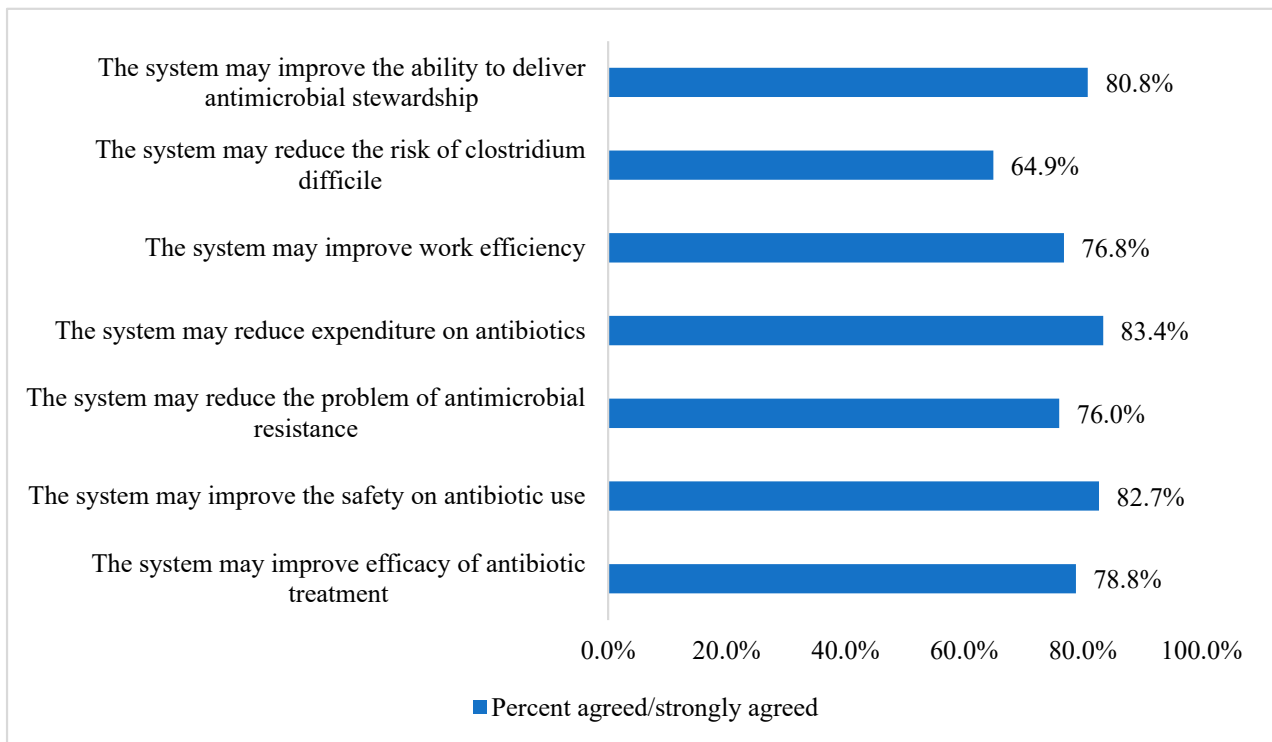 The system may improve the ability to deliver
antimicrobial stewardship
80.8%
The system may reduce the risk of clostridium
difficile
64.9%
The system may improve work efficiency
76.8%
The system may reduce expenditure on antibiotics
83.4%
The system may reduce the problem of antimicrobial
resistance
76.0%
The system may improve the safety on antibiotic use
82.7%
The system may improve efficacy of antibiotic
treatment
78.8%
0.0% 20.0% 40.0% 60.0% 80.0% 100.0%
Percent agreed/strongly agreed